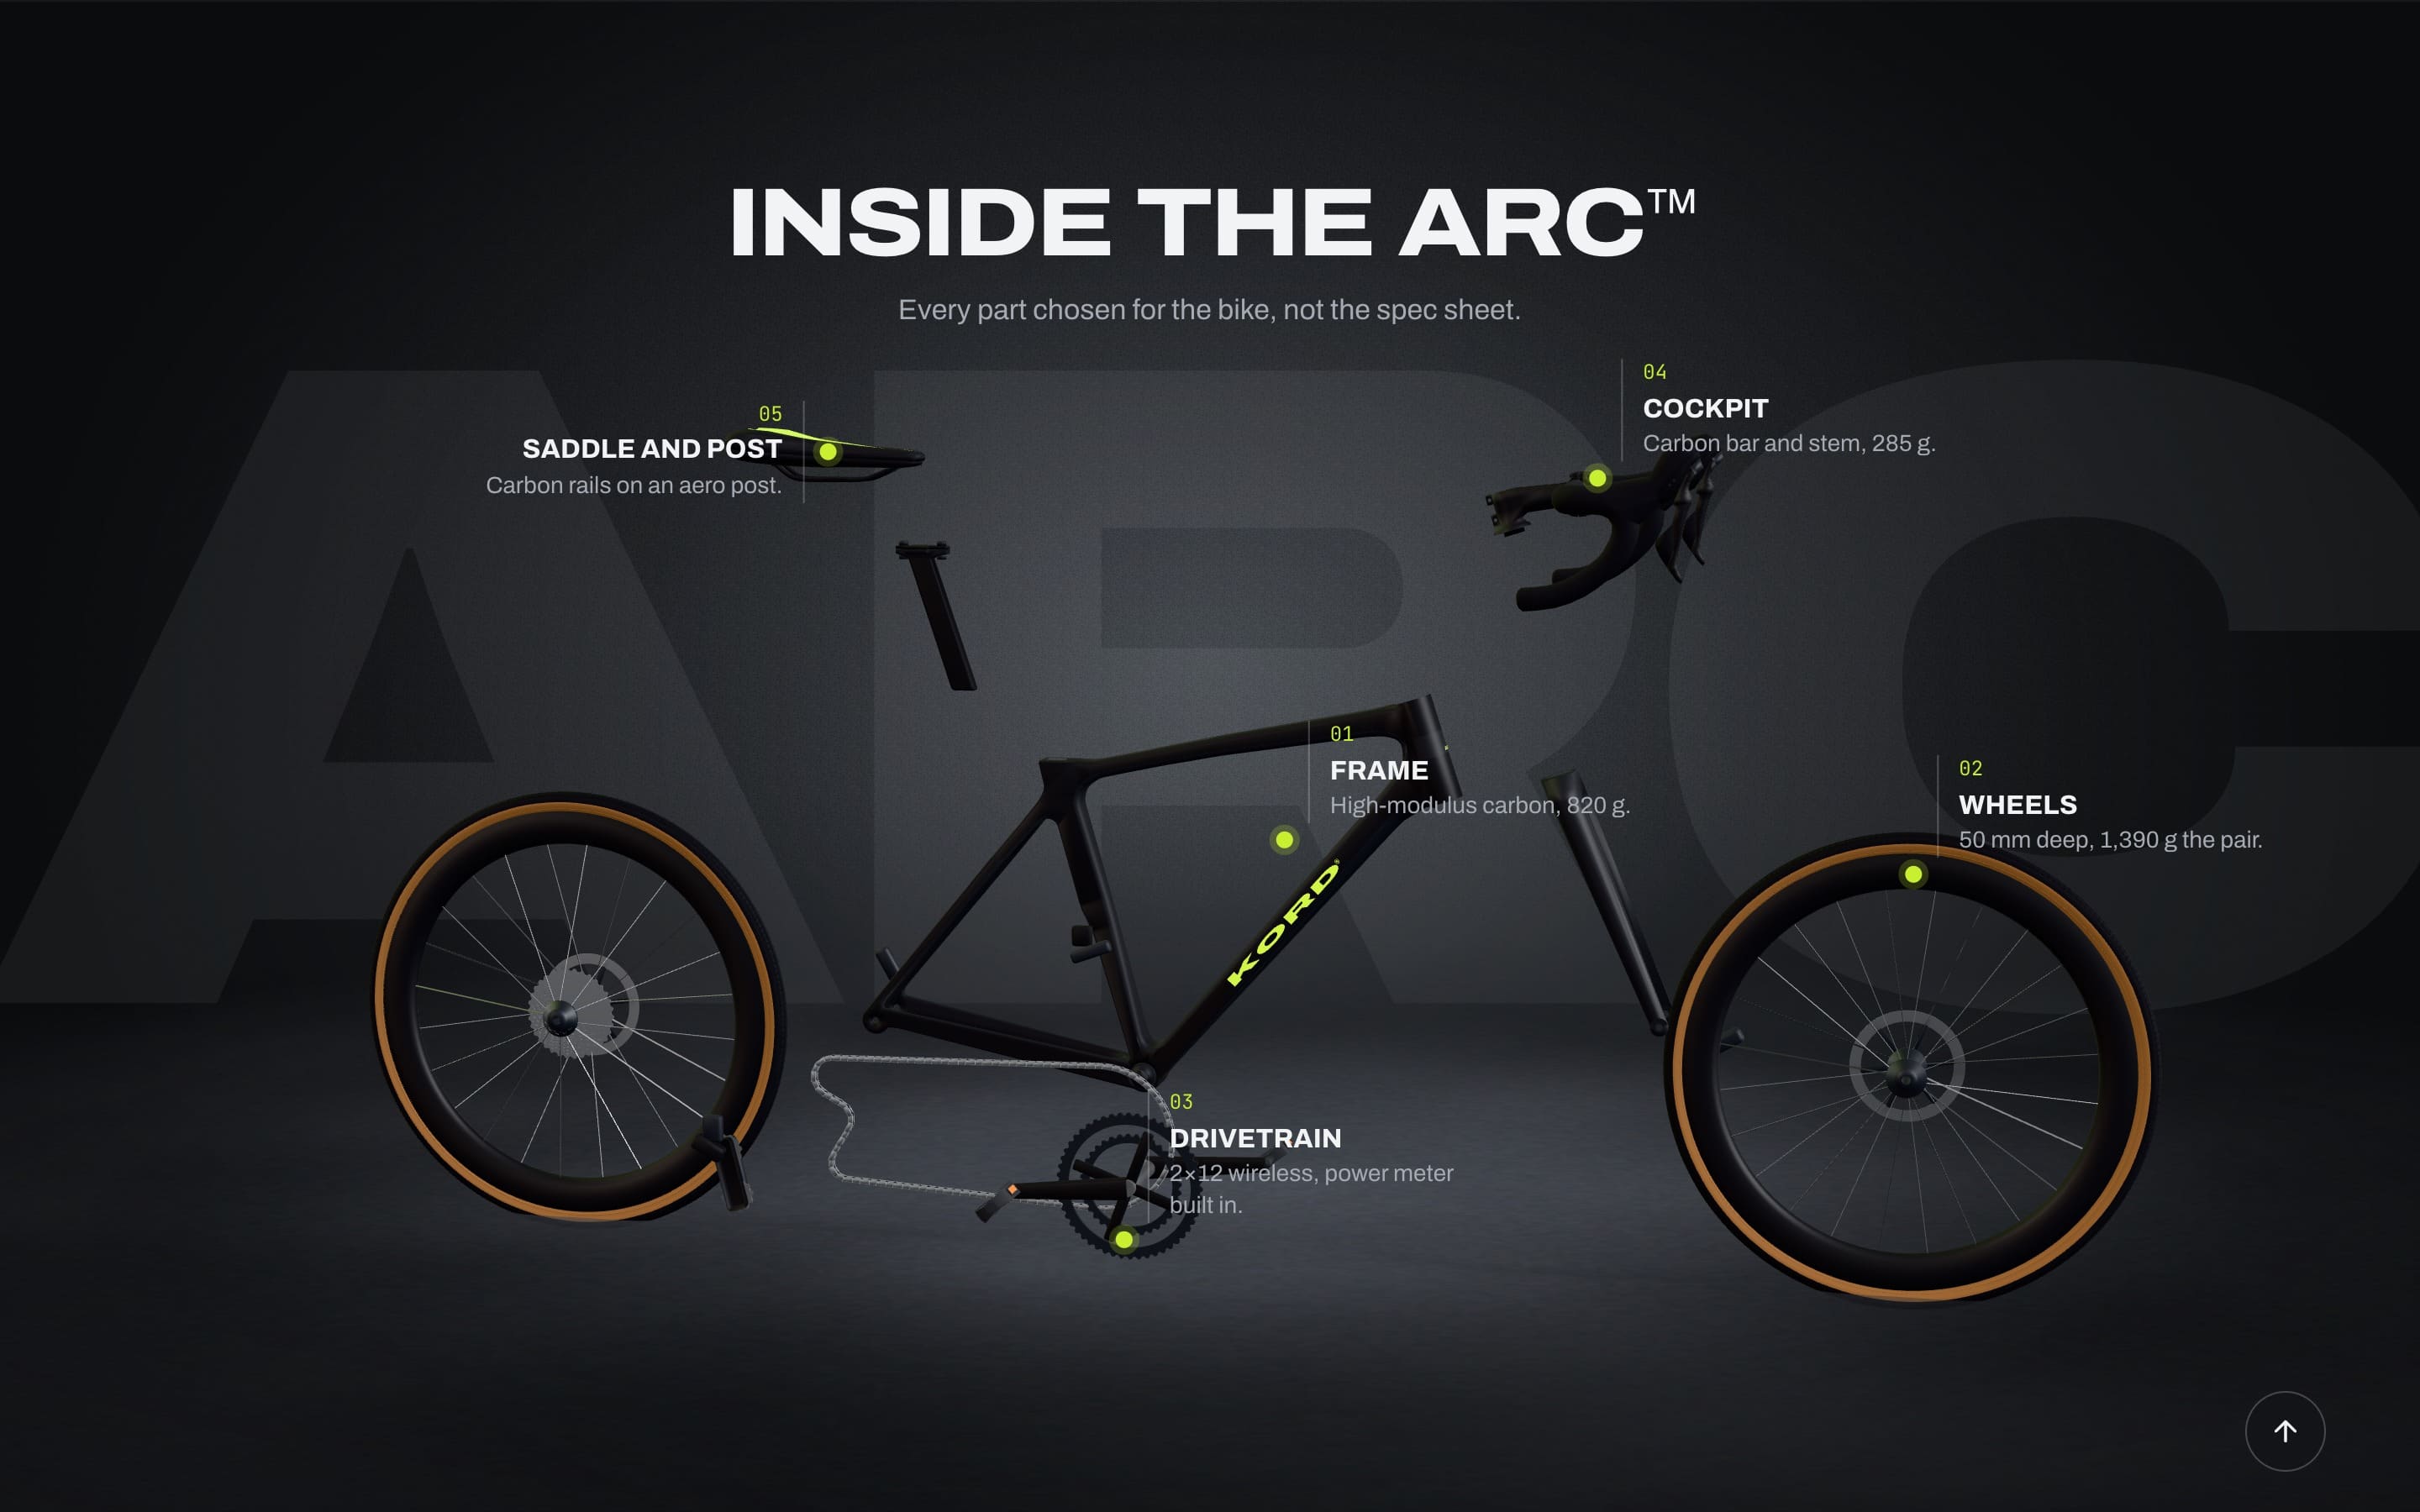 INSIDE THE ARC™
Every part chosen for the bike, not the spec sheet.
ARC
04
COCKPIT
Carbon bar and stem, 285 g.
05
SADDLE AND POST
Carbon rails on an aero post.
01
FRAME
High-modulus carbon, 820 g.
02
WHEELS
50 mm deep, 1,390 g the pair.
KORD
03
DRIVETRAIN
2×12 wireless, power meter
built in.